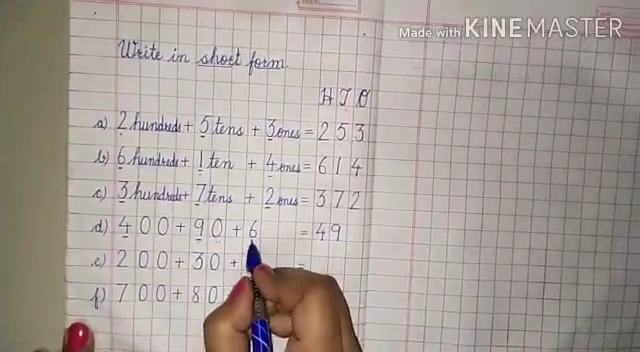 Made with KINEMASTER
Write in short form.
H T O
a) 2 hundreds + 5 tens + 3 ones = 2 5 3
b) 6 hundreds + 1 ten + 4 ones = 6 1 4
c) 3 hundreds + 7 tens + 2 ones = 3 7 2
d) 4 0 0 + 9 0 + 6 = 4 9
e) 2 0 0 + 3 0 + =
f) 7 0 0 + 8 0